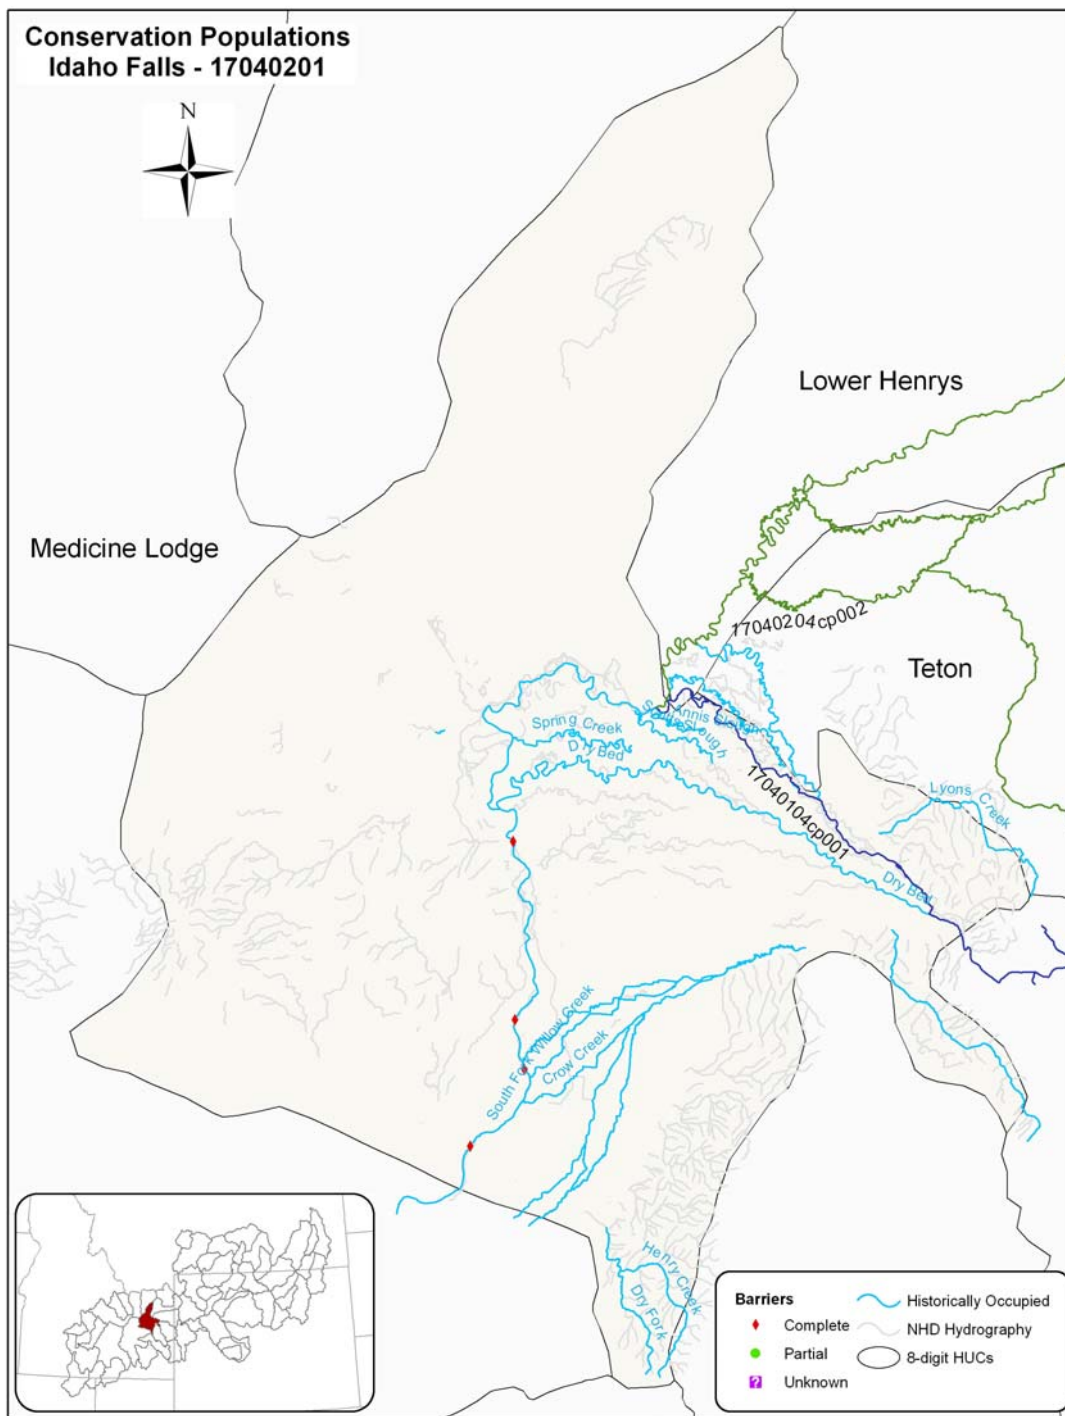 Conservation Populations
Idaho Falls - 17040201
N
Lower Henrys
Medicine Lodge
17040204cp002
Teton
Annis Slough
Slough
Spring Creek
Dry Bed
17040104cp001
Lyons Creek
Dry Bed
South Fork Willow Creek
Crow Creek
Henry Creek
Dry Fork
Barriers
Complete
Partial
? Unknown
Historically Occupied
NHD Hydrography
8-digit HUCs